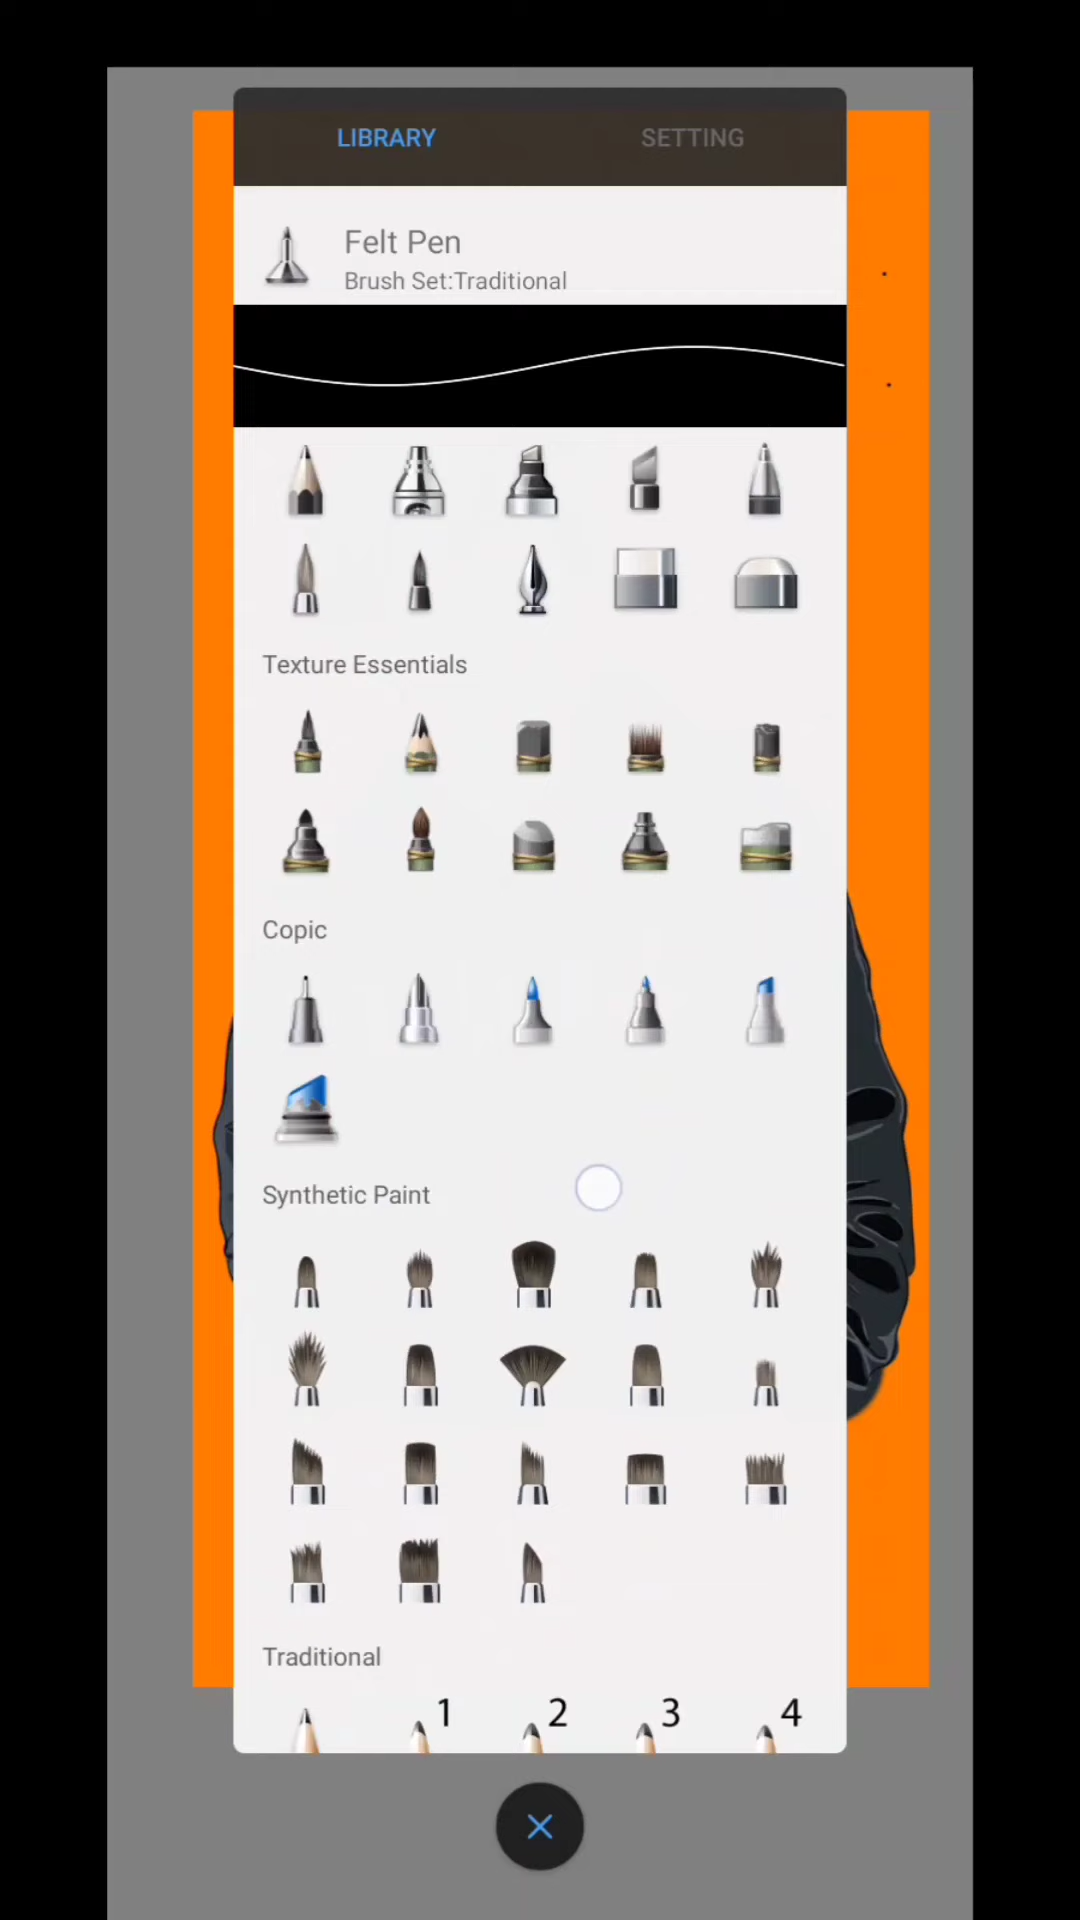 LIBRARY SETTING
Felt Pen
Brush Set:Traditional
Texture Essentials
Copic
Synthetic Paint
Traditional
1 2 3 4